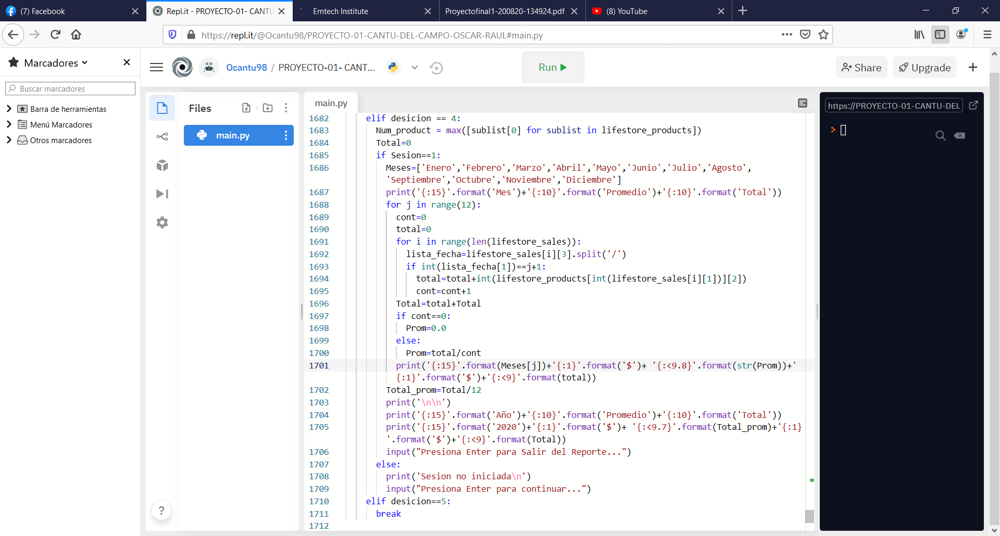 (7) Facebook
Repl.it - PROYECTO-01- CANTU
Emtech Institute
Proyectofinal1-200820-134924.pdf
(8) YouTube
https://repl.it/@Ocantu98/PROYECTO-01-CANTU-DEL-CAMPO-OSCAR-RAUL#main.py
Marcadores
Buscar marcadores
Barra de herramientas
Menú Marcadores
Otros marcadores
Ocantu98 / PROYECTO-01- CANT...
Run
Share
Upgrade
Files
main.py
main.py
1682 elif desicion == 4:
1683 Num_product = max([sublist[0] for sublist in lifestore_products])
1684 Total=0
1685 if Sesion==1:
1686 Meses=['Enero','Febrero','Marzo','Abril','Mayo','Junio','Julio','Agosto',
'Septiembre','Octubre','Noviembre','Diciembre']
1687 print('{:15}'.format('Mes')+'{:10}'.format('Promedio')+'{:10}'.format('Total'))
1688 for j in range(12):
1689 cont=0
1690 total=0
1691 for i in range(len(lifestore_sales)):
1692 lista_fecha=lifestore_sales[i][3].split('/')
1693 if int(lista_fecha[1])==j+1:
1694 total=total+int(lifestore_products[int(lifestore_sales[i][1])][2])
1695 cont=cont+1
1696 Total=total+Total
1697 if cont==0:
1698 Prom=0.0
1699 else:
1700 Prom=total/cont
1701 print('{:15}'.format(Meses[j])+'{:1}'.format('$')+ '{:<9.8}'.format(str(Prom))+'
{:1}'.format('$')+'{:<9}'.format(total))
1702 Total_prom=Total/12
1703 print('\n\n')
1704 print('{:15}'.format('Año')+'{:10}'.format('Promedio')+'{:10}'.format('Total'))
1705 print('{:15}'.format('2020')+'{:1}'.format('$')+ '{:<9.7}'.format(Total_prom)+'{:1}
'.format('$')+'{:<9}'.format(Total))
1706 input("Presiona Enter para Salir del Reporte...")
1707 else:
1708 print('Sesion no iniciada\n')
1709 input("Presiona Enter para continuar...")
1710 elif desicion==5:
1711 break
1712
https://PROYECTO-01-CANTU-DEL
?